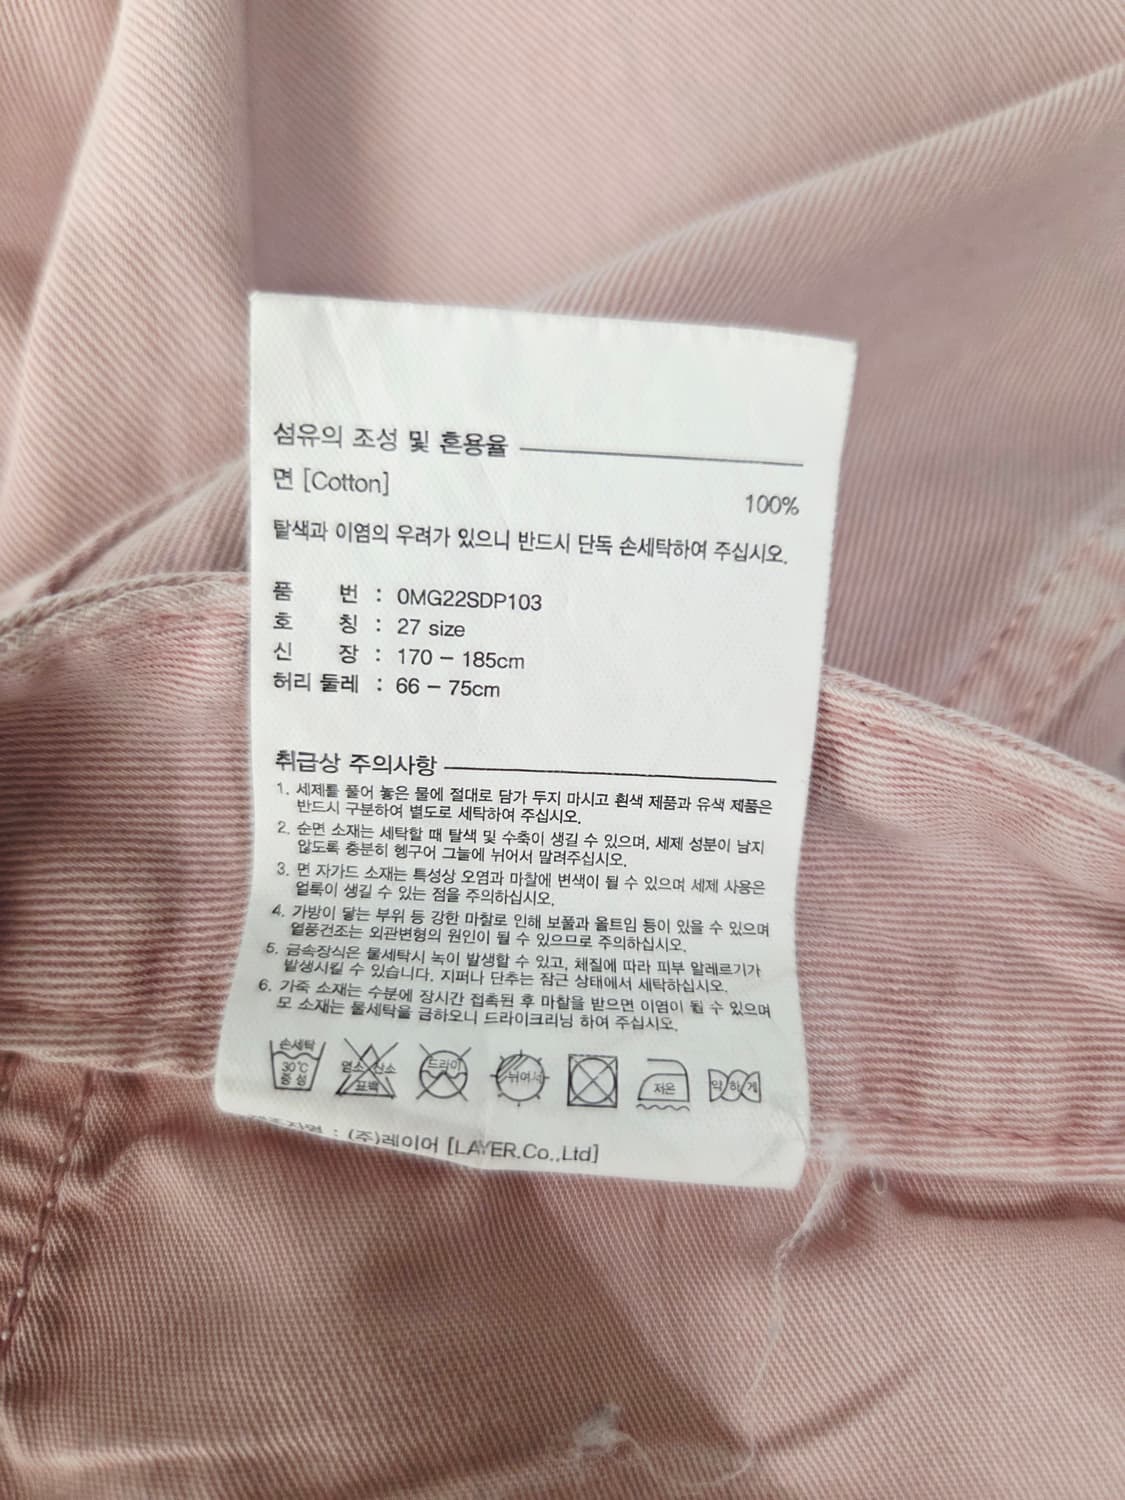 섬유의 조성 및 혼용율
면 [Cotton] 100%
탈색과 이염의 우려가 있으니 반드시 단독 손세탁하여 주십시오.
품 번 : 0MG22SDP103
호 칭 : 27 size
신 장 : 170 – 185cm
허리 둘레 : 66 – 75cm
취급상 주의사항
1. 세제를 풀어 놓은 물에 절대로 담가 두지 마시고 흰색 제품과 유색 제품은
반드시 구분하여 별도로 세탁하여 주십시오.
2. 순면 소재는 세탁할 때 탈색 및 수축이 생길 수 있으며, 세제 성분이 남지
않도록 충분히 헹구어 그늘에 뉘어서 말려주십시오.
3. 면 자가드 소재는 특성상 오염과 마찰에 변색이 될 수 있으며 세제 사용은
얼룩이 생길 수 있는 점을 주의하십시오.
4. 가방이 닿는 부위 등 강한 마찰로 인해 보풀과 올트임 등이 있을 수 있으며
열풍건조는 외관변형의 원인이 될 수 있으므로 주의하십시오.
5. 금속장식은 물세탁시 녹이 발생할 수 있고, 체질에 따라 피부 알레르기가
발생시킬 수 있습니다. 지퍼나 단추는 잠근 상태에서 세탁하십시오.
6. 가죽 소재는 수분에 장시간 접촉된 후 마찰을 받으면 이염이 될 수 있으며
모 소재는 물세탁을 금하오니 드라이크리닝 하여 주십시오.
손세탁 30℃ 중성 염소 산소 표백 드라이 뉘어서 저온 약하게
: (주)레이어 [LAYER.Co.,Ltd]